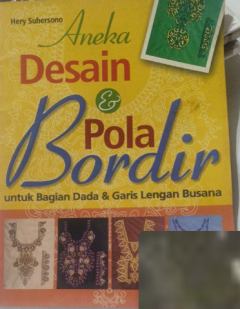 Hery Suhersono
Aneka
Desain
&
Pola
Bordir
untuk Bagian Dada & Garis Lengan Busana